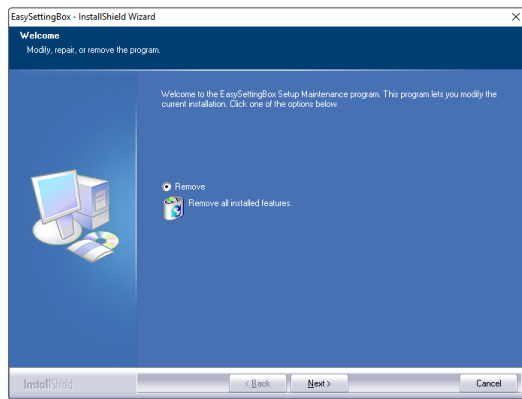 EasySettingBox - InstallShield Wizard
Welcome
Modify, repair, or remove the program.
Welcome to the EasySettingBox Setup Maintenance program. This program lets you modify the
current installation. Click one of the options below.
Remove
Remove all installed features.
InstallShield
< Back
Next >
Cancel